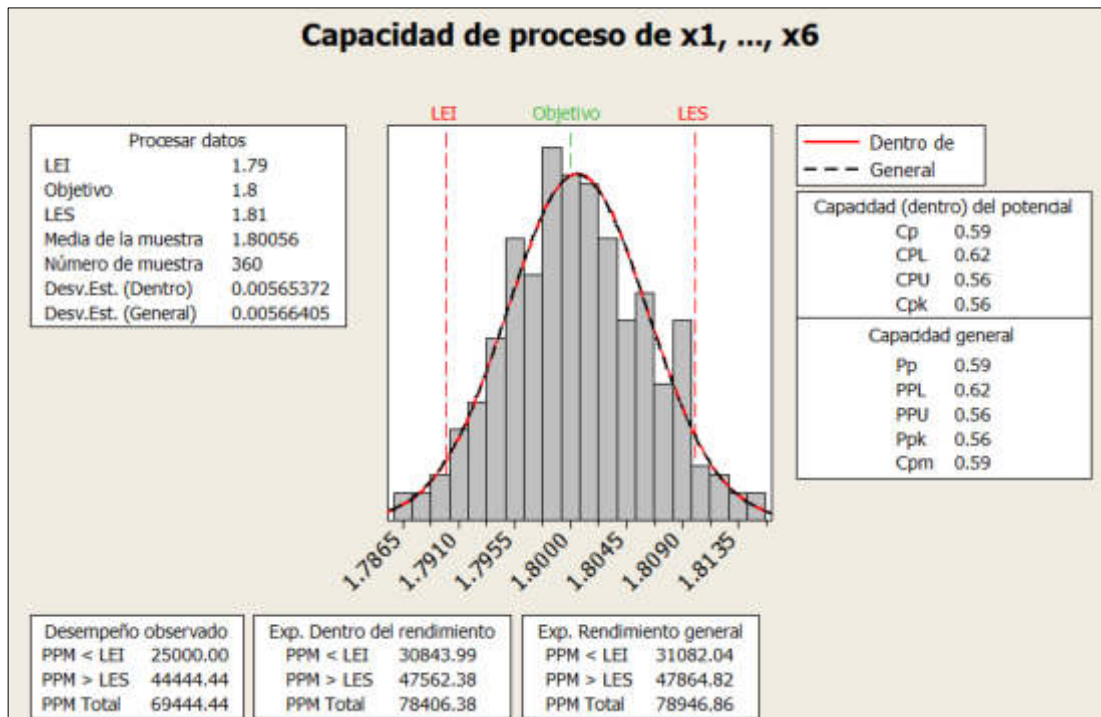 Capacidad de proceso de x1, ..., x6
LEI Objetivo LES
Procesar datos
LEI 1.79
Objetivo 1.8
LES 1.81
Media de la muestra 1.80056
Número de muestra 360
Desv.Est. (Dentro) 0.00565372
Desv.Est. (General) 0.00566405
Dentro de
General
Capacidad (dentro) del potencial
Cp 0.59
CPL 0.62
CPU 0.56
Cpk 0.56
Capacidad general
Pp 0.59
PPL 0.62
PPU 0.56
Ppk 0.56
Cpm 0.59
1.7865 1.7910 1.7955 1.8000 1.8045 1.8090 1.8135
Desempeño observado
PPM < LEI 25000.00
PPM > LES 44444.44
PPM Total 69444.44
Exp. Dentro del rendimiento
PPM < LEI 30843.99
PPM > LES 47562.38
PPM Total 78406.38
Exp. Rendimiento general
PPM < LEI 31082.04
PPM > LES 47864.82
PPM Total 78946.86